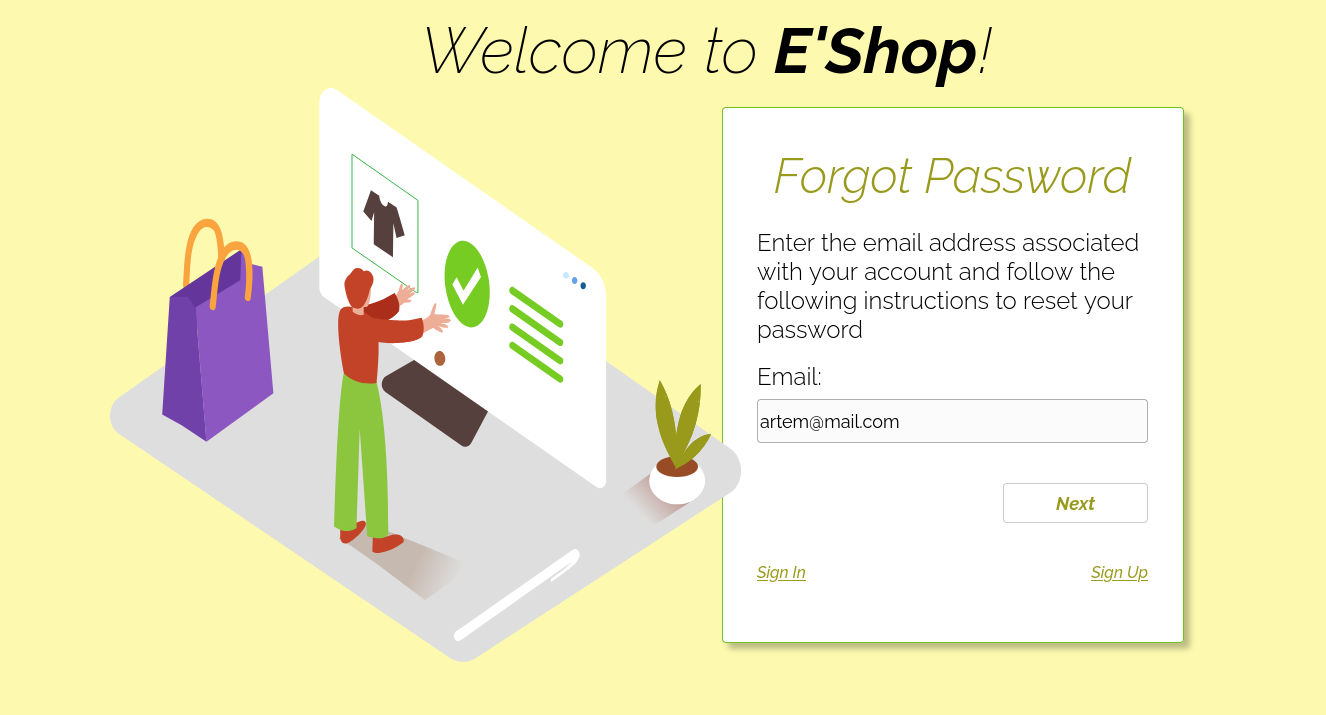 Welcome to E'Shop!
Forgot Password
Enter the email address associated
with your account and follow the
following instructions to reset your
password
Email:
artem@mail.com
Next
Sign In
Sign Up